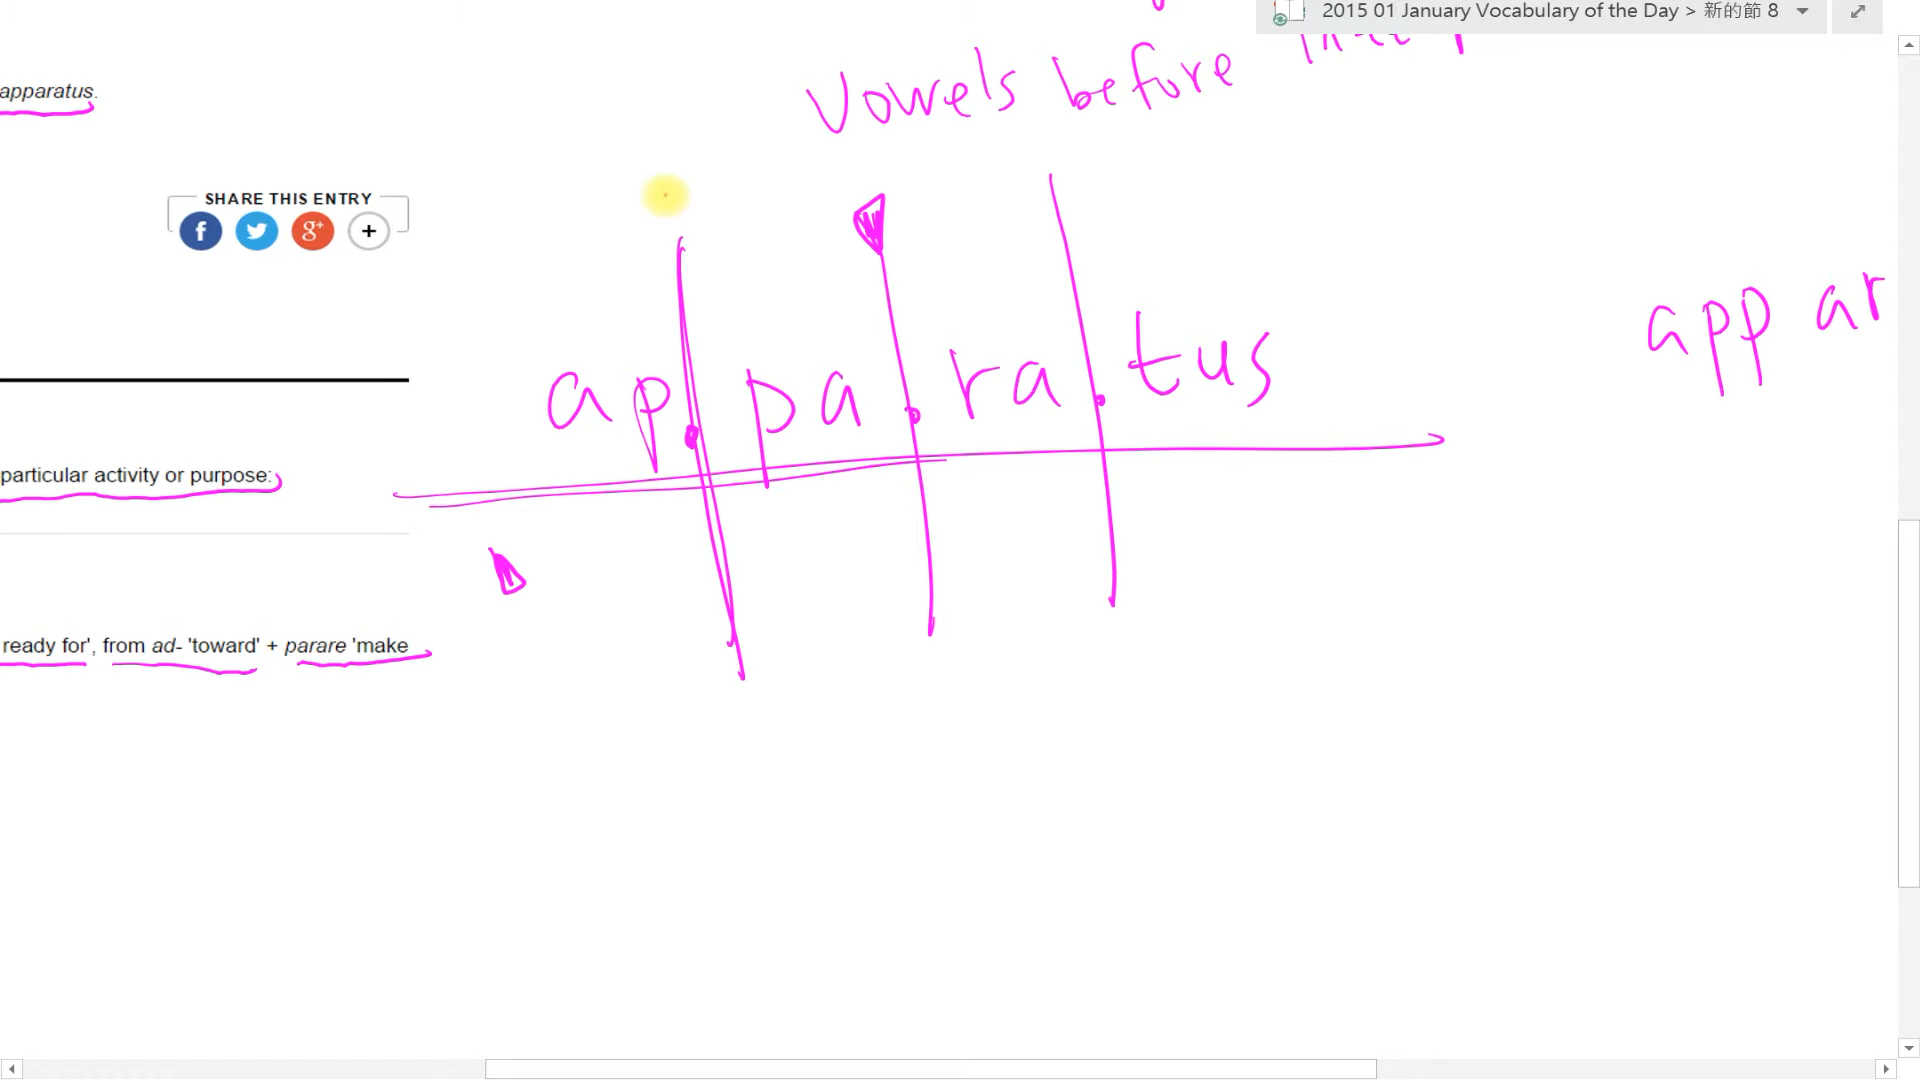 2015 01 January Vocabulary of the Day > 新的節 8
Vowels before
apparatus.
SHARE THIS ENTRY
f g+ +
app ar
ap.pa.ra.tus
particular activity or purpose:
ready for', from ad- 'toward' + parare 'make